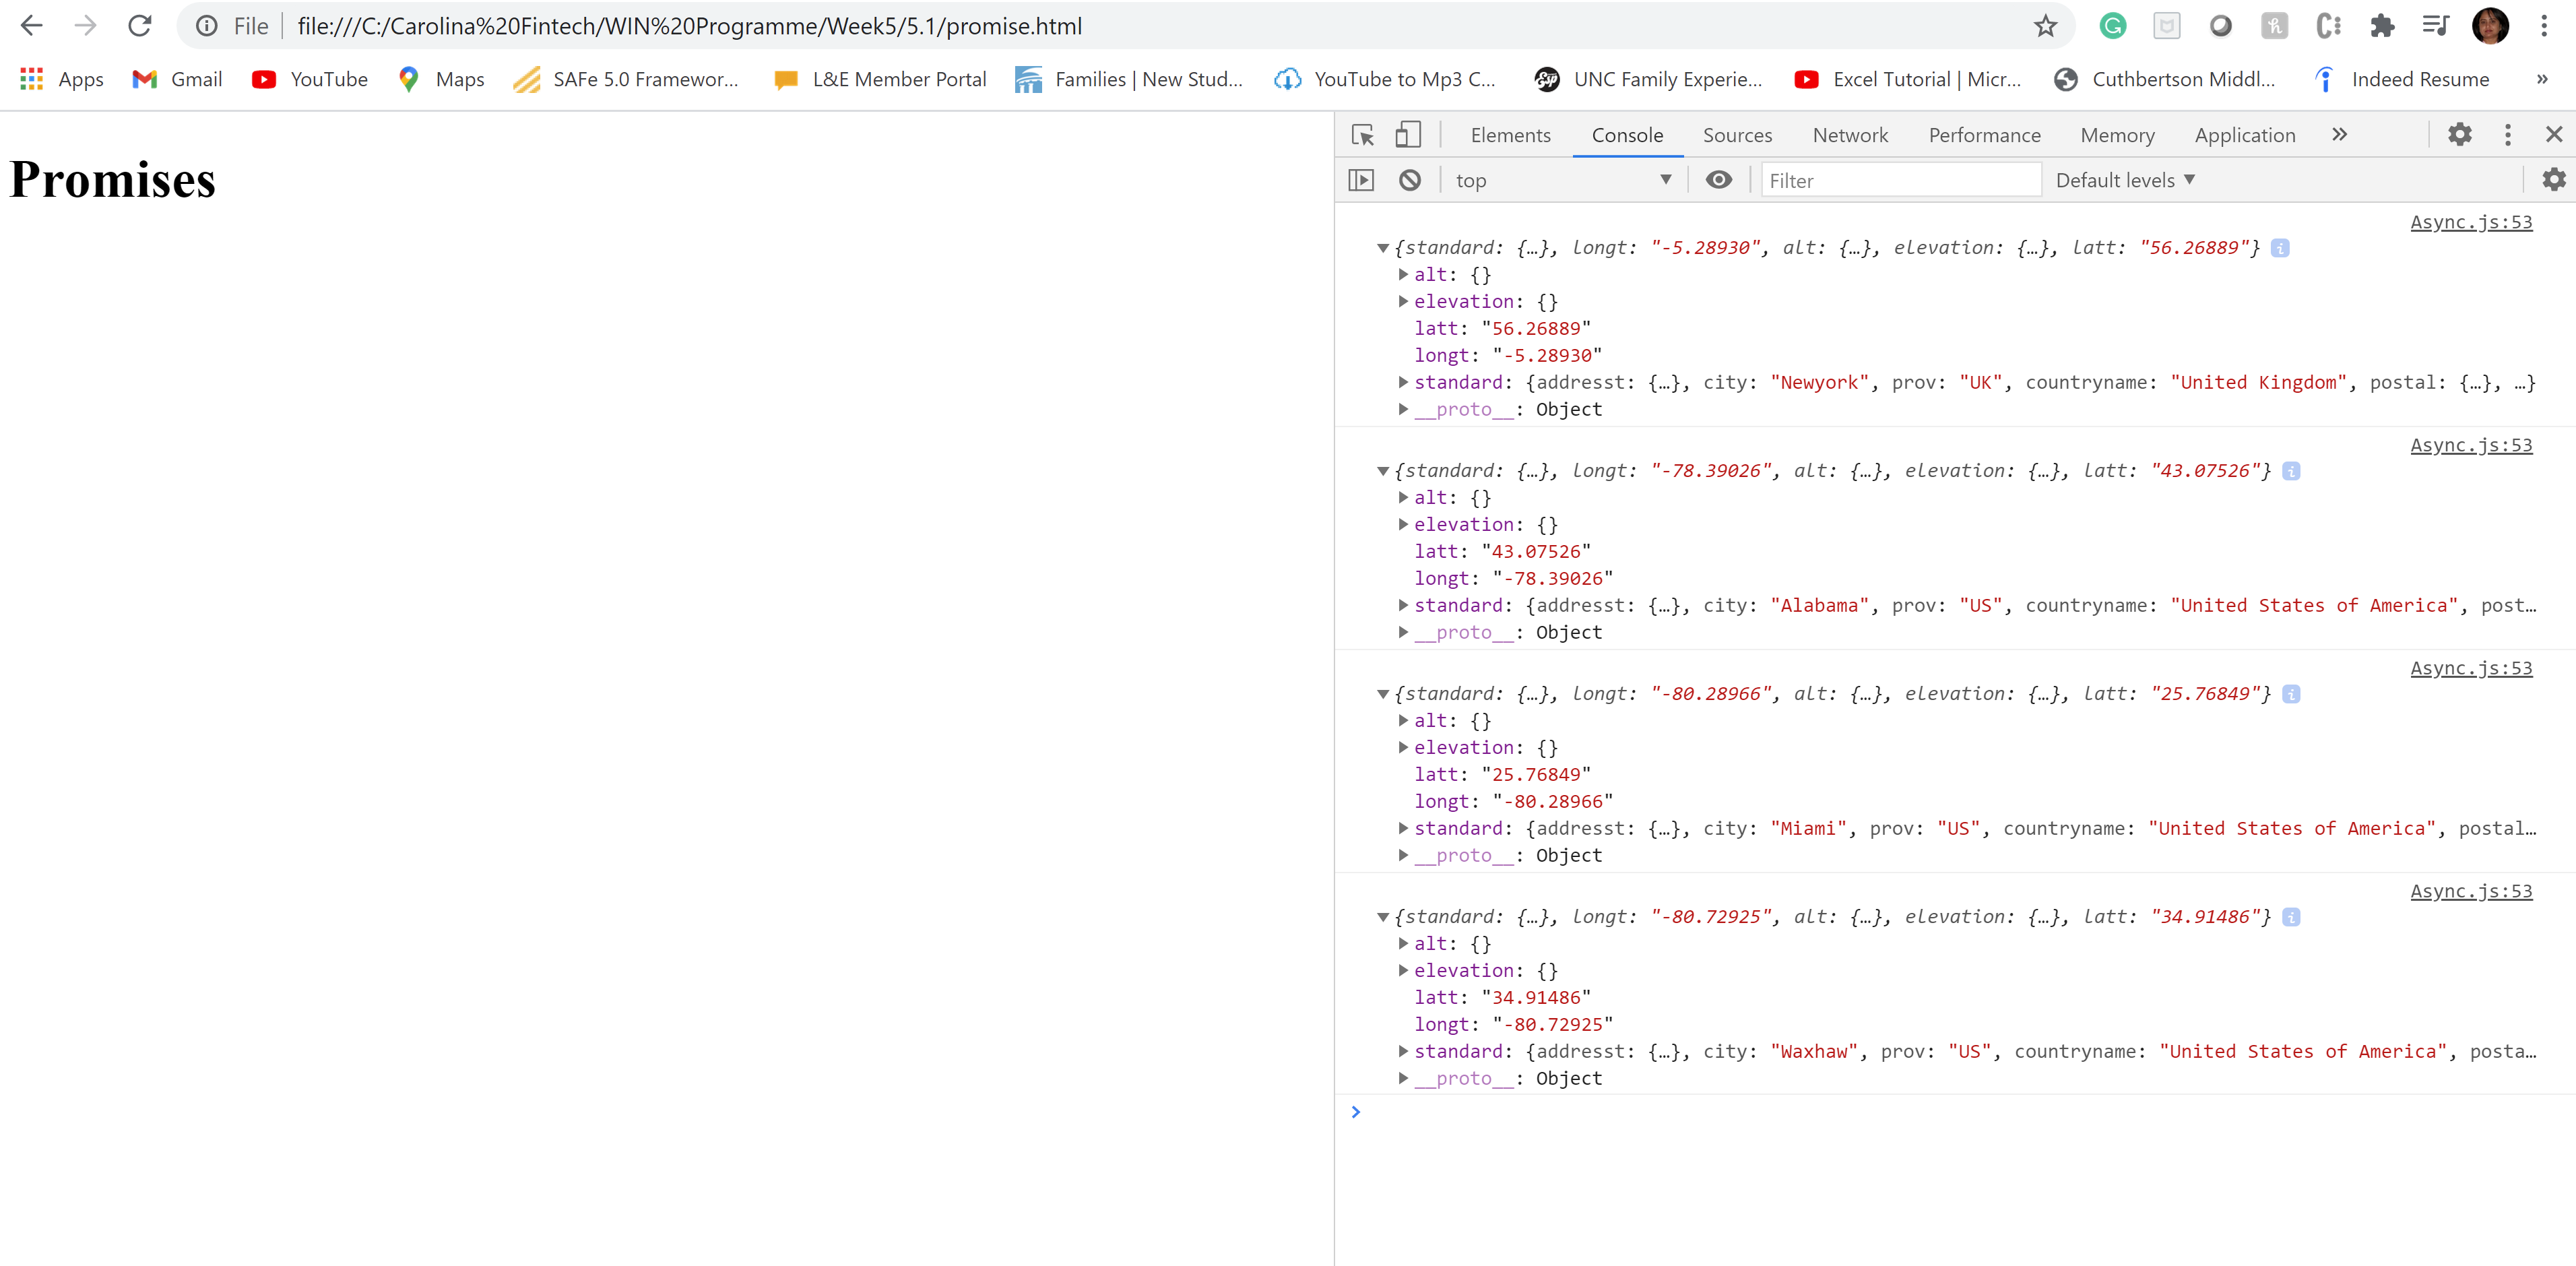 File file:///C:/Carolina%20Fintech/WIN%20Programme/Week5/5.1/promise.html
Apps Gmail YouTube Maps SAFe 5.0 Framewor... L&E Member Portal Families | New Stud... YouTube to Mp3 C... UNC Family Experie... Excel Tutorial | Micr... Cuthbertson Middl... Indeed Resume »
Promises
Elements Console Sources Network Performance Memory Application »
top Filter Default levels
Async.js:53
{standard: {…}, longt: "-5.28930", alt: {…}, elevation: {…}, latt: "56.26889"}
alt: {}
elevation: {}
latt: "56.26889"
longt: "-5.28930"
standard: {addresst: {…}, city: "Newyork", prov: "UK", countryname: "United Kingdom", postal: {…}, …}
__proto__: Object
Async.js:53
{standard: {…}, longt: "-78.39026", alt: {…}, elevation: {…}, latt: "43.07526"}
alt: {}
elevation: {}
latt: "43.07526"
longt: "-78.39026"
standard: {addresst: {…}, city: "Alabama", prov: "US", countryname: "United States of America", post…
__proto__: Object
Async.js:53
{standard: {…}, longt: "-80.28966", alt: {…}, elevation: {…}, latt: "25.76849"}
alt: {}
elevation: {}
latt: "25.76849"
longt: "-80.28966"
standard: {addresst: {…}, city: "Miami", prov: "US", countryname: "United States of America", postal…
__proto__: Object
Async.js:53
{standard: {…}, longt: "-80.72925", alt: {…}, elevation: {…}, latt: "34.91486"}
alt: {}
elevation: {}
latt: "34.91486"
longt: "-80.72925"
standard: {addresst: {…}, city: "Waxhaw", prov: "US", countryname: "United States of America", posta…
__proto__: Object